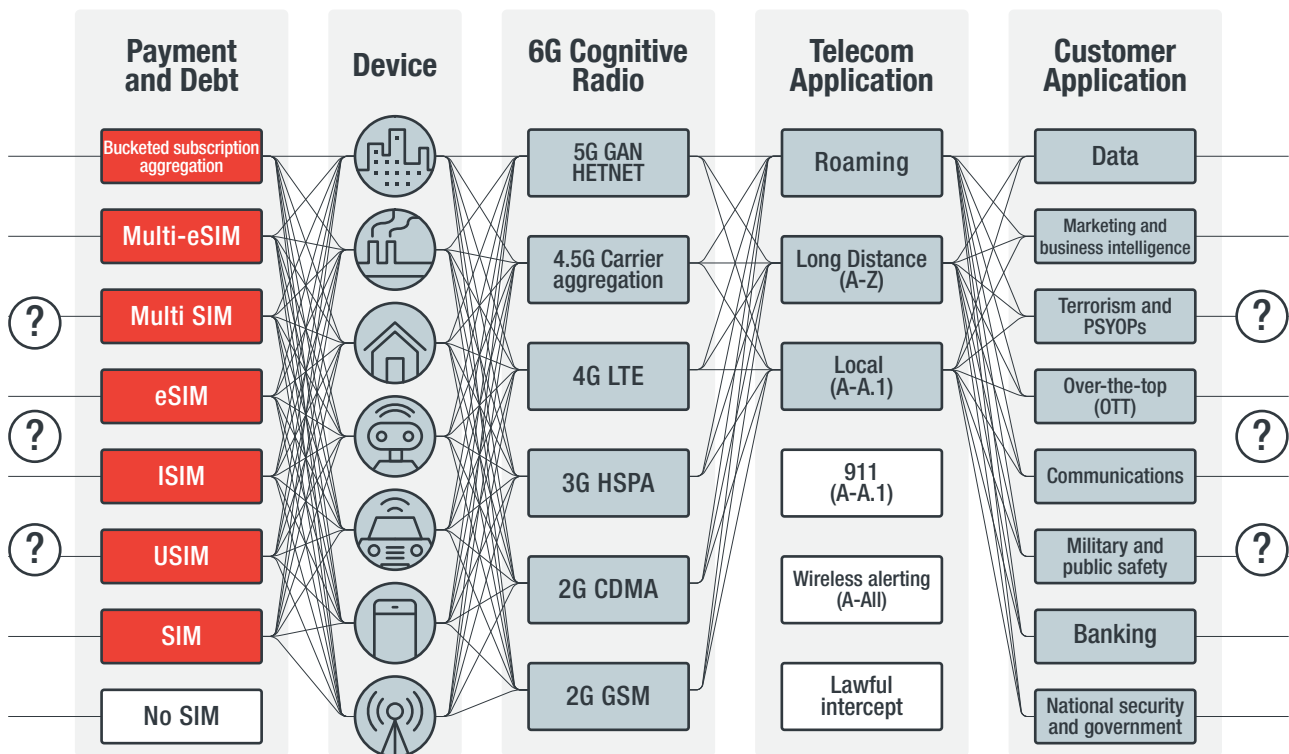 Payment
and Debt
Device
6G Cognitive
Radio
Telecom
Application
Customer
Application
Bucketed subscription
aggregation
Multi-eSIM
Multi SIM
eSIM
ISIM
USIM
SIM
No SIM
?
?
?
5G GAN
HETNET
4.5G Carrier
aggregation
4G LTE
3G HSPA
2G CDMA
2G GSM
Roaming
Long Distance
(A-Z)
Local
(A-A.1)
911
(A-A.1)
Wireless alerting
(A-All)
Lawful
intercept
Data
Marketing and
business intelligence
Terrorism and
PSYOPs
Over-the-top
(OTT)
Communications
Military and
public safety
Banking
National security
and government
?
?
?